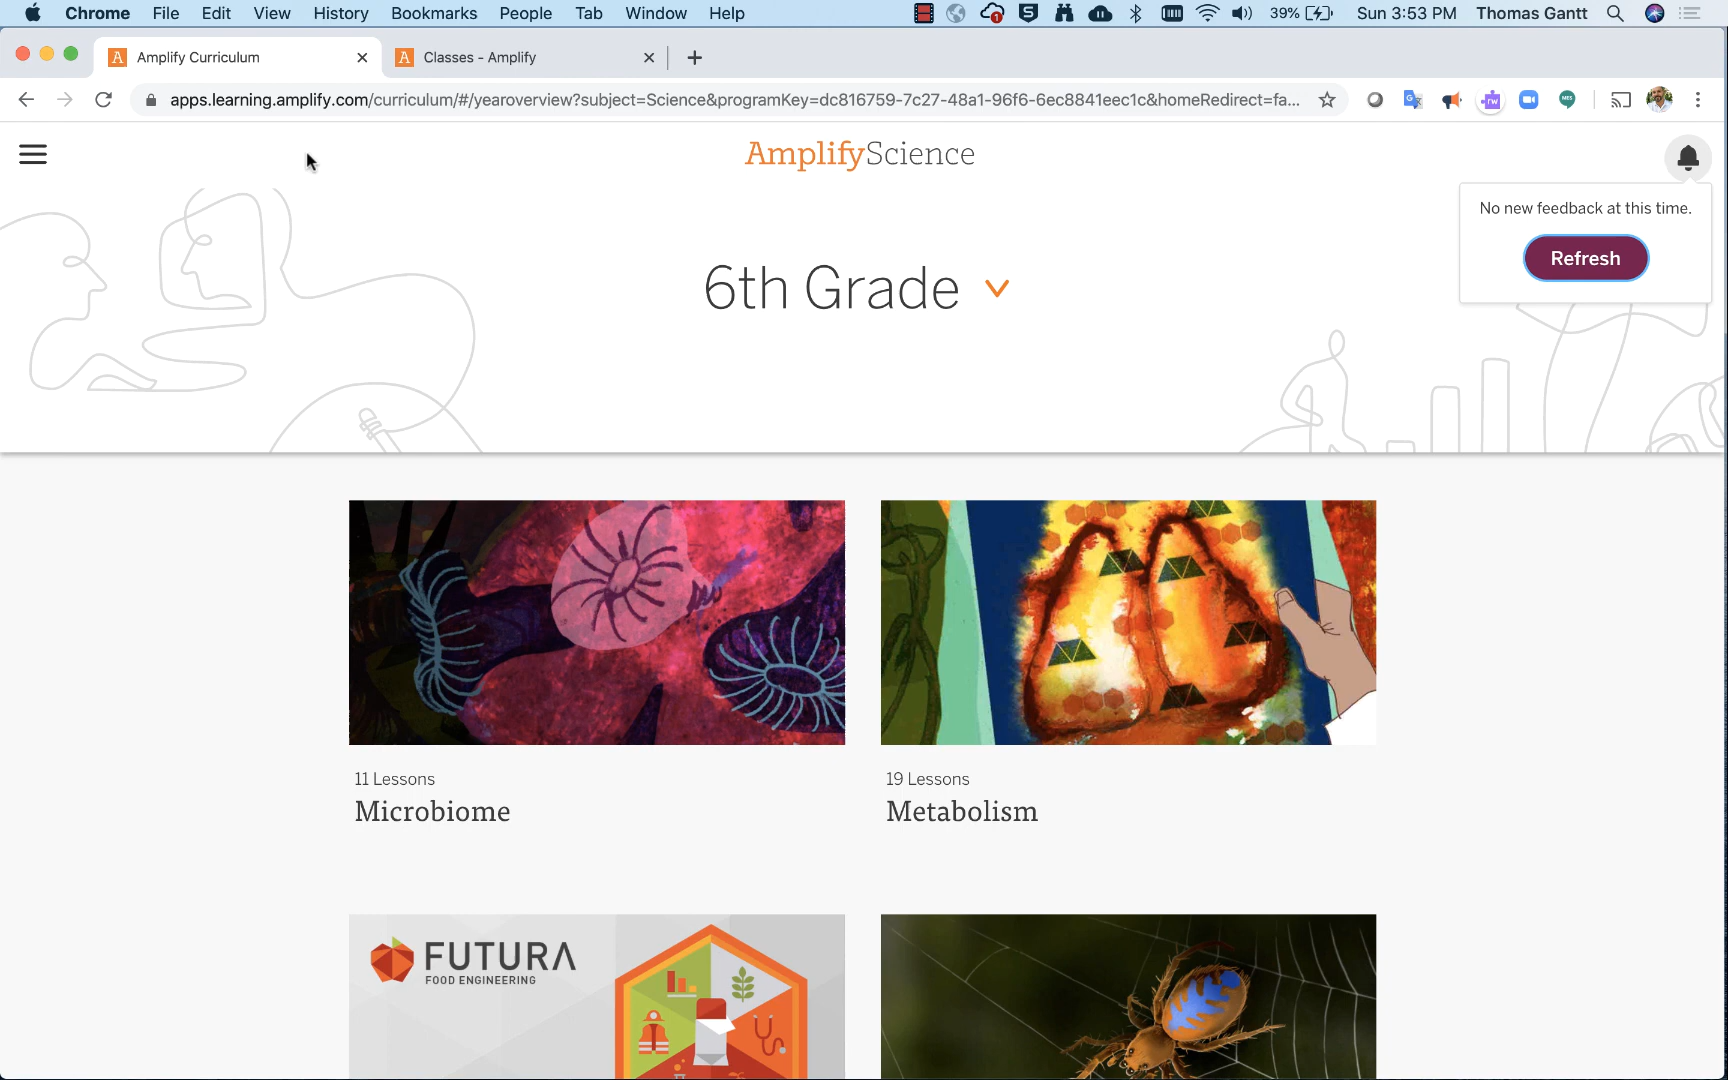 Chrome File Edit View History Bookmarks People Tab Window Help 39% Sun 3:53 PM Thomas Gantt
Amplify Curriculum Classes - Amplify
apps.learning.amplify.com/curriculum/#/yearoverview?subject=Science&programKey=dc816759-7c27-48a1-96f6-6ec8841eec1c&homeRedirect=fa...
AmplifyScience
No new feedback at this time.
Refresh
6th Grade
11 Lessons
Microbiome
19 Lessons
Metabolism
FUTURA
FOOD ENGINEERING